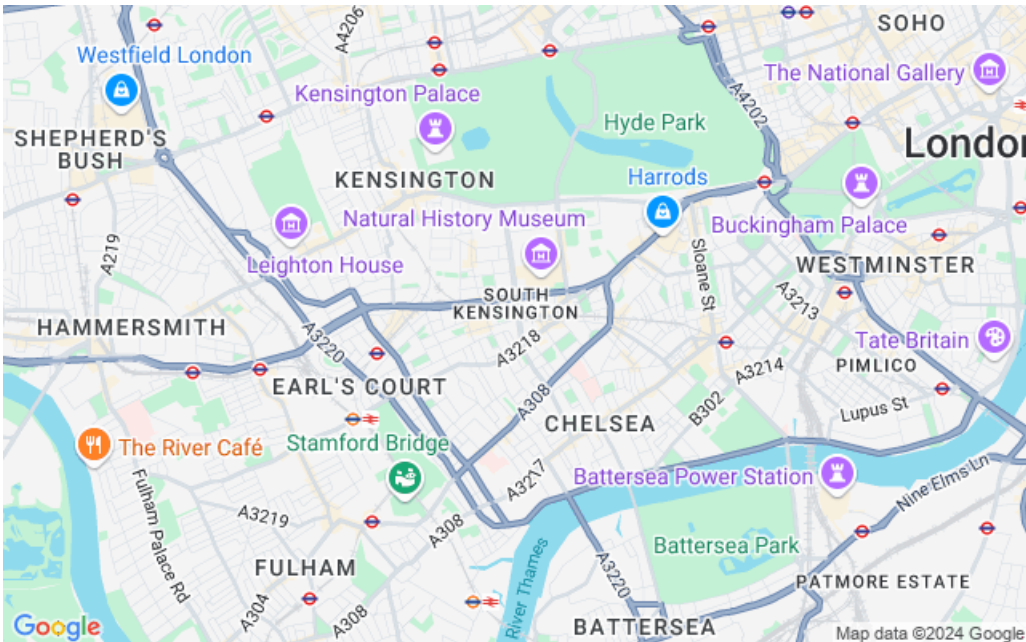 SOHO
A4206
Westfield London
The National Gallery
Kensington Palace
A4202
Hyde Park
SHEPHERD'S
BUSH
London
KENSINGTON
Harrods
Natural History Museum
Buckingham Palace
A219
Leighton House
Sloane St
WESTMINSTER
SOUTH
KENSINGTON
A3213
HAMMERSMITH
A3220
A3218
Tate Britain
PIMLICO
EARL'S COURT
A3214
A308
B302
Lupus St
CHELSEA
The River Café
Stamford Bridge
Battersea Power Station
A3217
Nine Elms Ln
Fulham Palace Rd
A3219
A308
Battersea Park
FULHAM
River Thames
A3220
PATMORE ESTATE
A304
A308
BATTERSEA
Google
Map data ©2024 Google